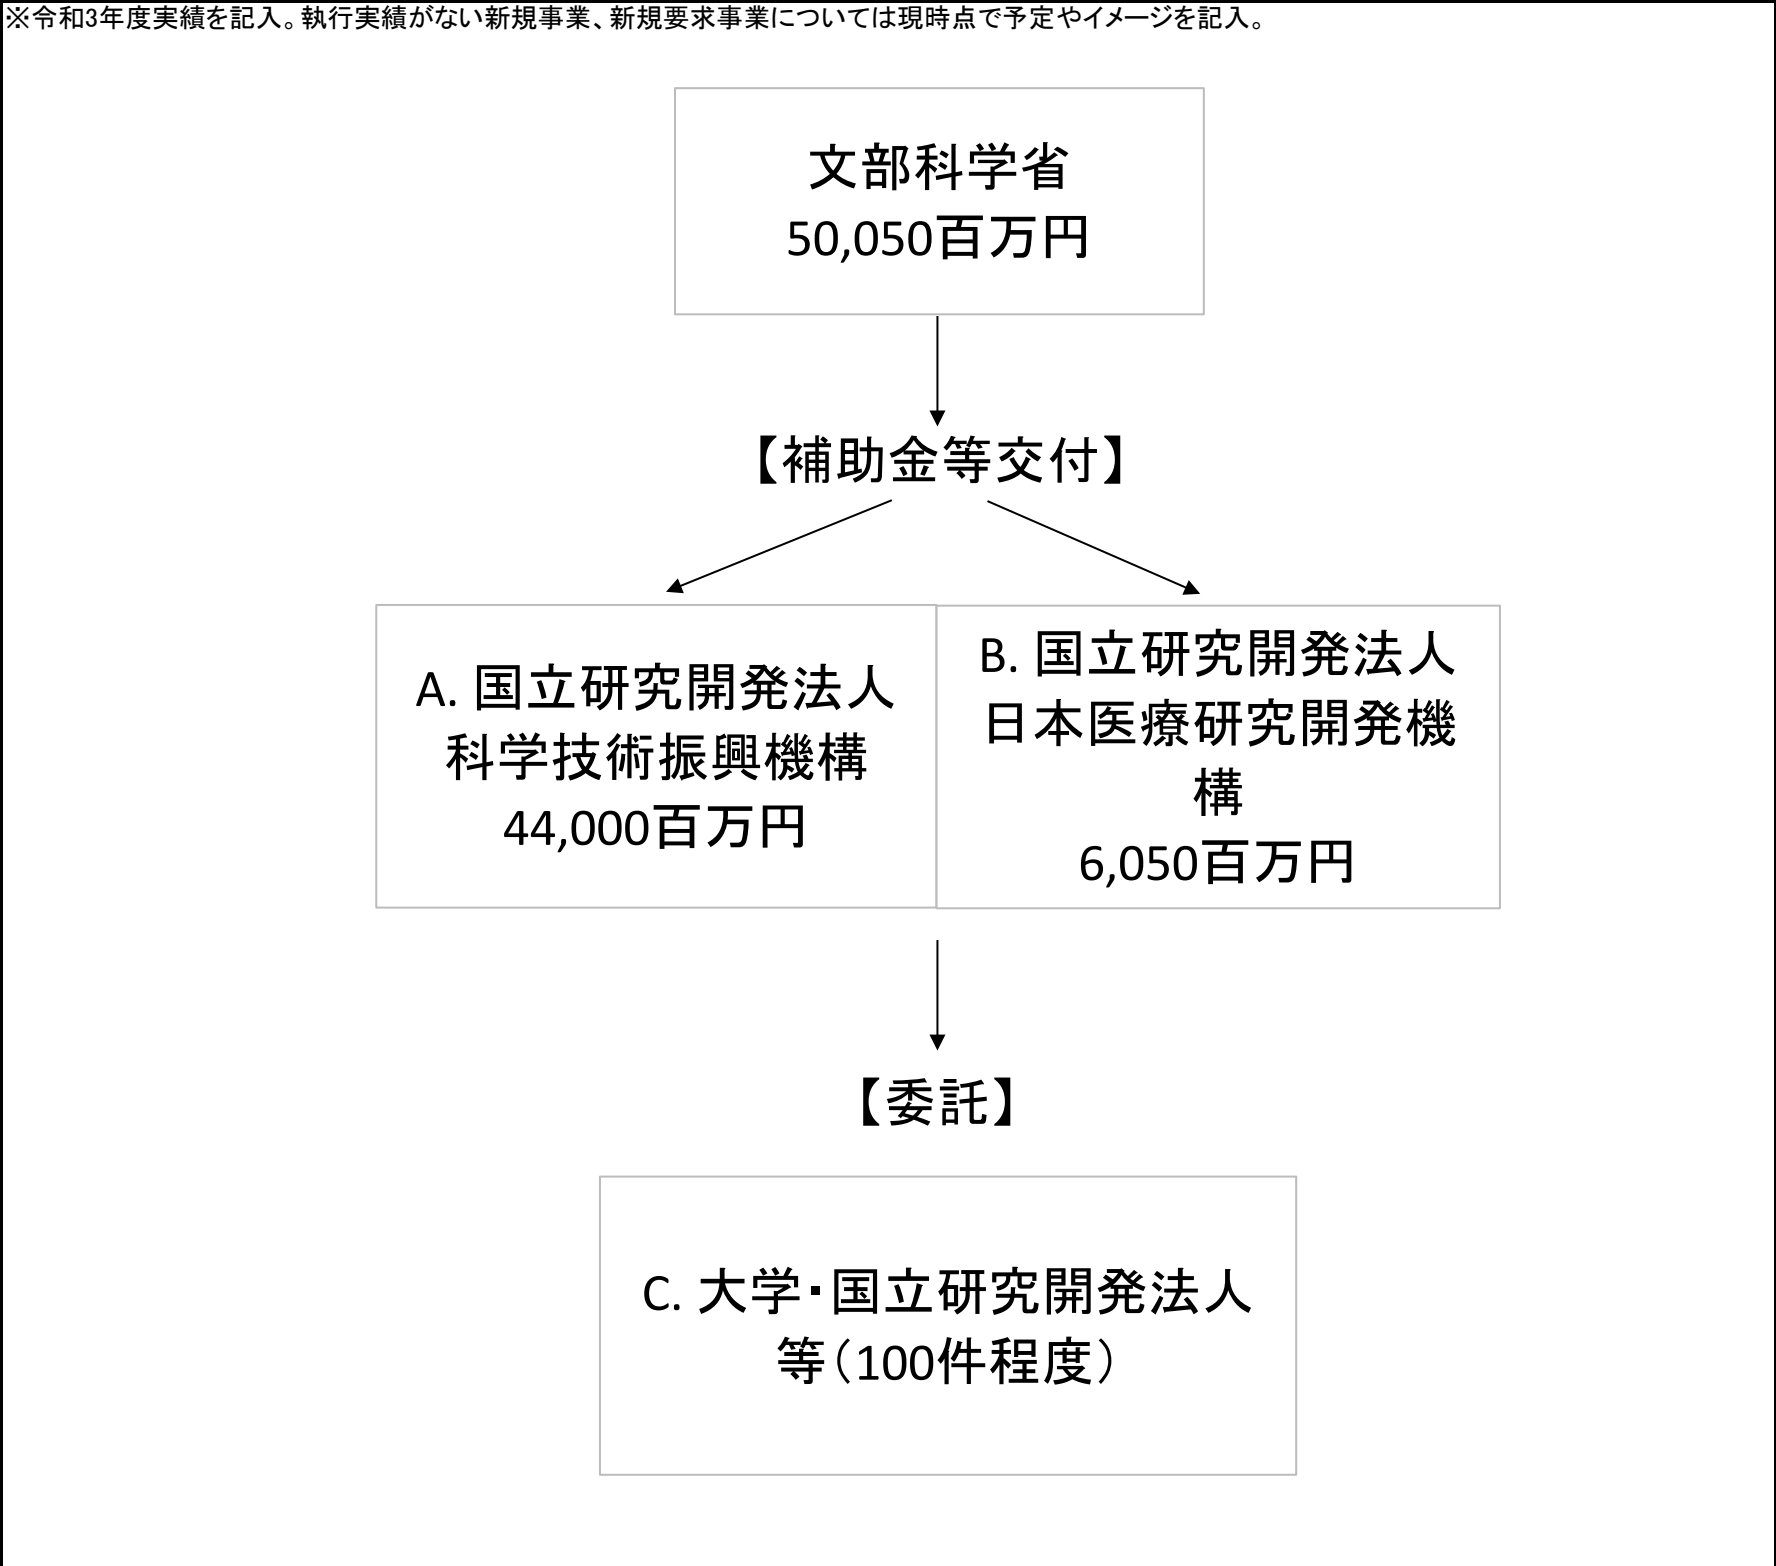 ※令和3年度実績を記入。執行実績がない新規事業、新規要求事業については現時点で予定やイメージを記入。
文部科学省
50,050百万円
【補助金等交付】
A. 国立研究開発法人
科学技術振興機構
44,000百万円
B. 国立研究開発法人
日本医療研究開発機
構
6,050百万円
【委託】
C. 大学・国立研究開発法人
等（100件程度）